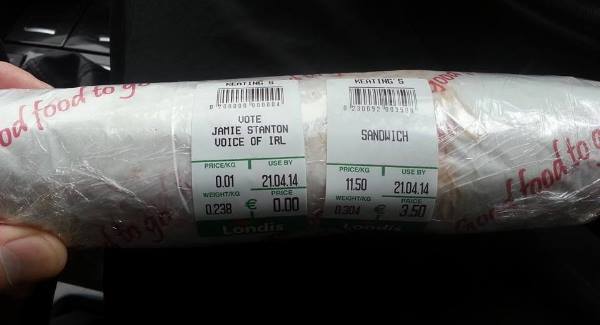 food to go
KEATING'S
VOTE
JAMIE STANTON
VOICE OF IRL
PRICE/KG USE BY
0.01 21.04.14
WEIGHT/KG PRICE
0.238 € 0.00
Londis
KEATING'S
SANDWICH
PRICE/KG USE BY
11.50 21.04.14
WEIGHT/KG PRICE
0.304 € 3.50
Londis
food to